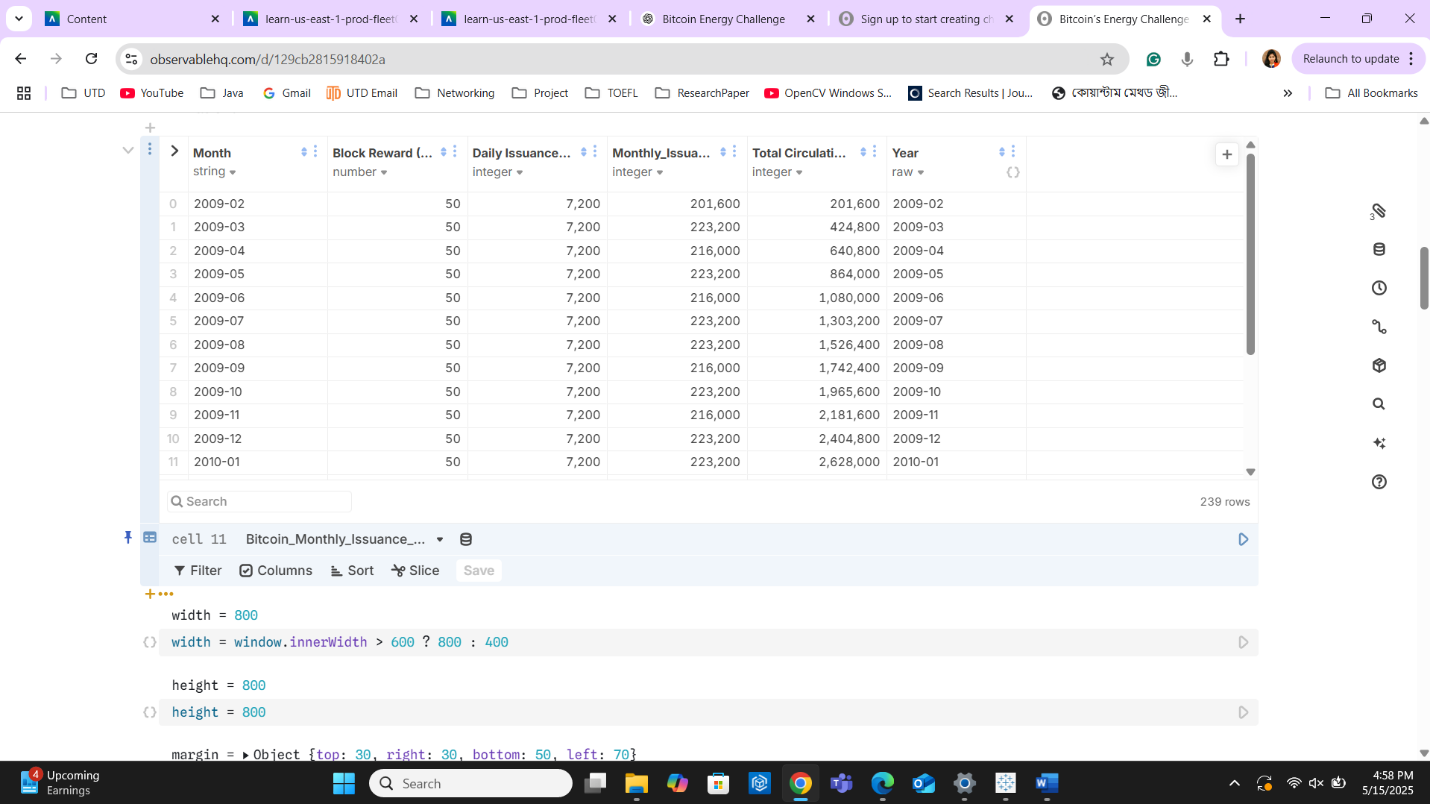 Content
learn-us-east-1-prod-fleet
learn-us-east-1-prod-fleet
Bitcoin Energy Challenge
Sign up to start creating ch
Bitcoin's Energy Challenge
observablehq.com/d/129cb2815918402a
Relaunch to update
UTD
YouTube
Java
Gmail
UTD Email
Networking
Project
TOEFL
ResearchPaper
OpenCV Windows S...
Search Results | Jou...
কোয়ান্টাম মেথড জী...
»
All Bookmarks
Month Block Reward (... Daily Issuance... Monthly_Issua... Total Circulati... Year
string number integer integer integer raw {}
0 2009-02 50 7,200 201,600 201,600 2009-02
1 2009-03 50 7,200 223,200 424,800 2009-03
2 2009-04 50 7,200 216,000 640,800 2009-04
3 2009-05 50 7,200 223,200 864,000 2009-05
4 2009-06 50 7,200 216,000 1,080,000 2009-06
5 2009-07 50 7,200 223,200 1,303,200 2009-07
6 2009-08 50 7,200 223,200 1,526,400 2009-08
7 2009-09 50 7,200 216,000 1,742,400 2009-09
8 2009-10 50 7,200 223,200 1,965,600 2009-10
9 2009-11 50 7,200 216,000 2,181,600 2009-11
10 2009-12 50 7,200 223,200 2,404,800 2009-12
11 2010-01 50 7,200 223,200 2,628,000 2010-01
3
Search
239 rows
cell 11 Bitcoin_Monthly_Issuance_...
Filter Columns Sort Slice Save
width = 800
{} width = window.innerWidth > 600 ? 800 : 400
height = 800
{} height = 800
margin = Object {top: 30, right: 30, bottom: 50, left: 70}
4
Upcoming
Earnings
Search
4:58 PM
5/15/2025